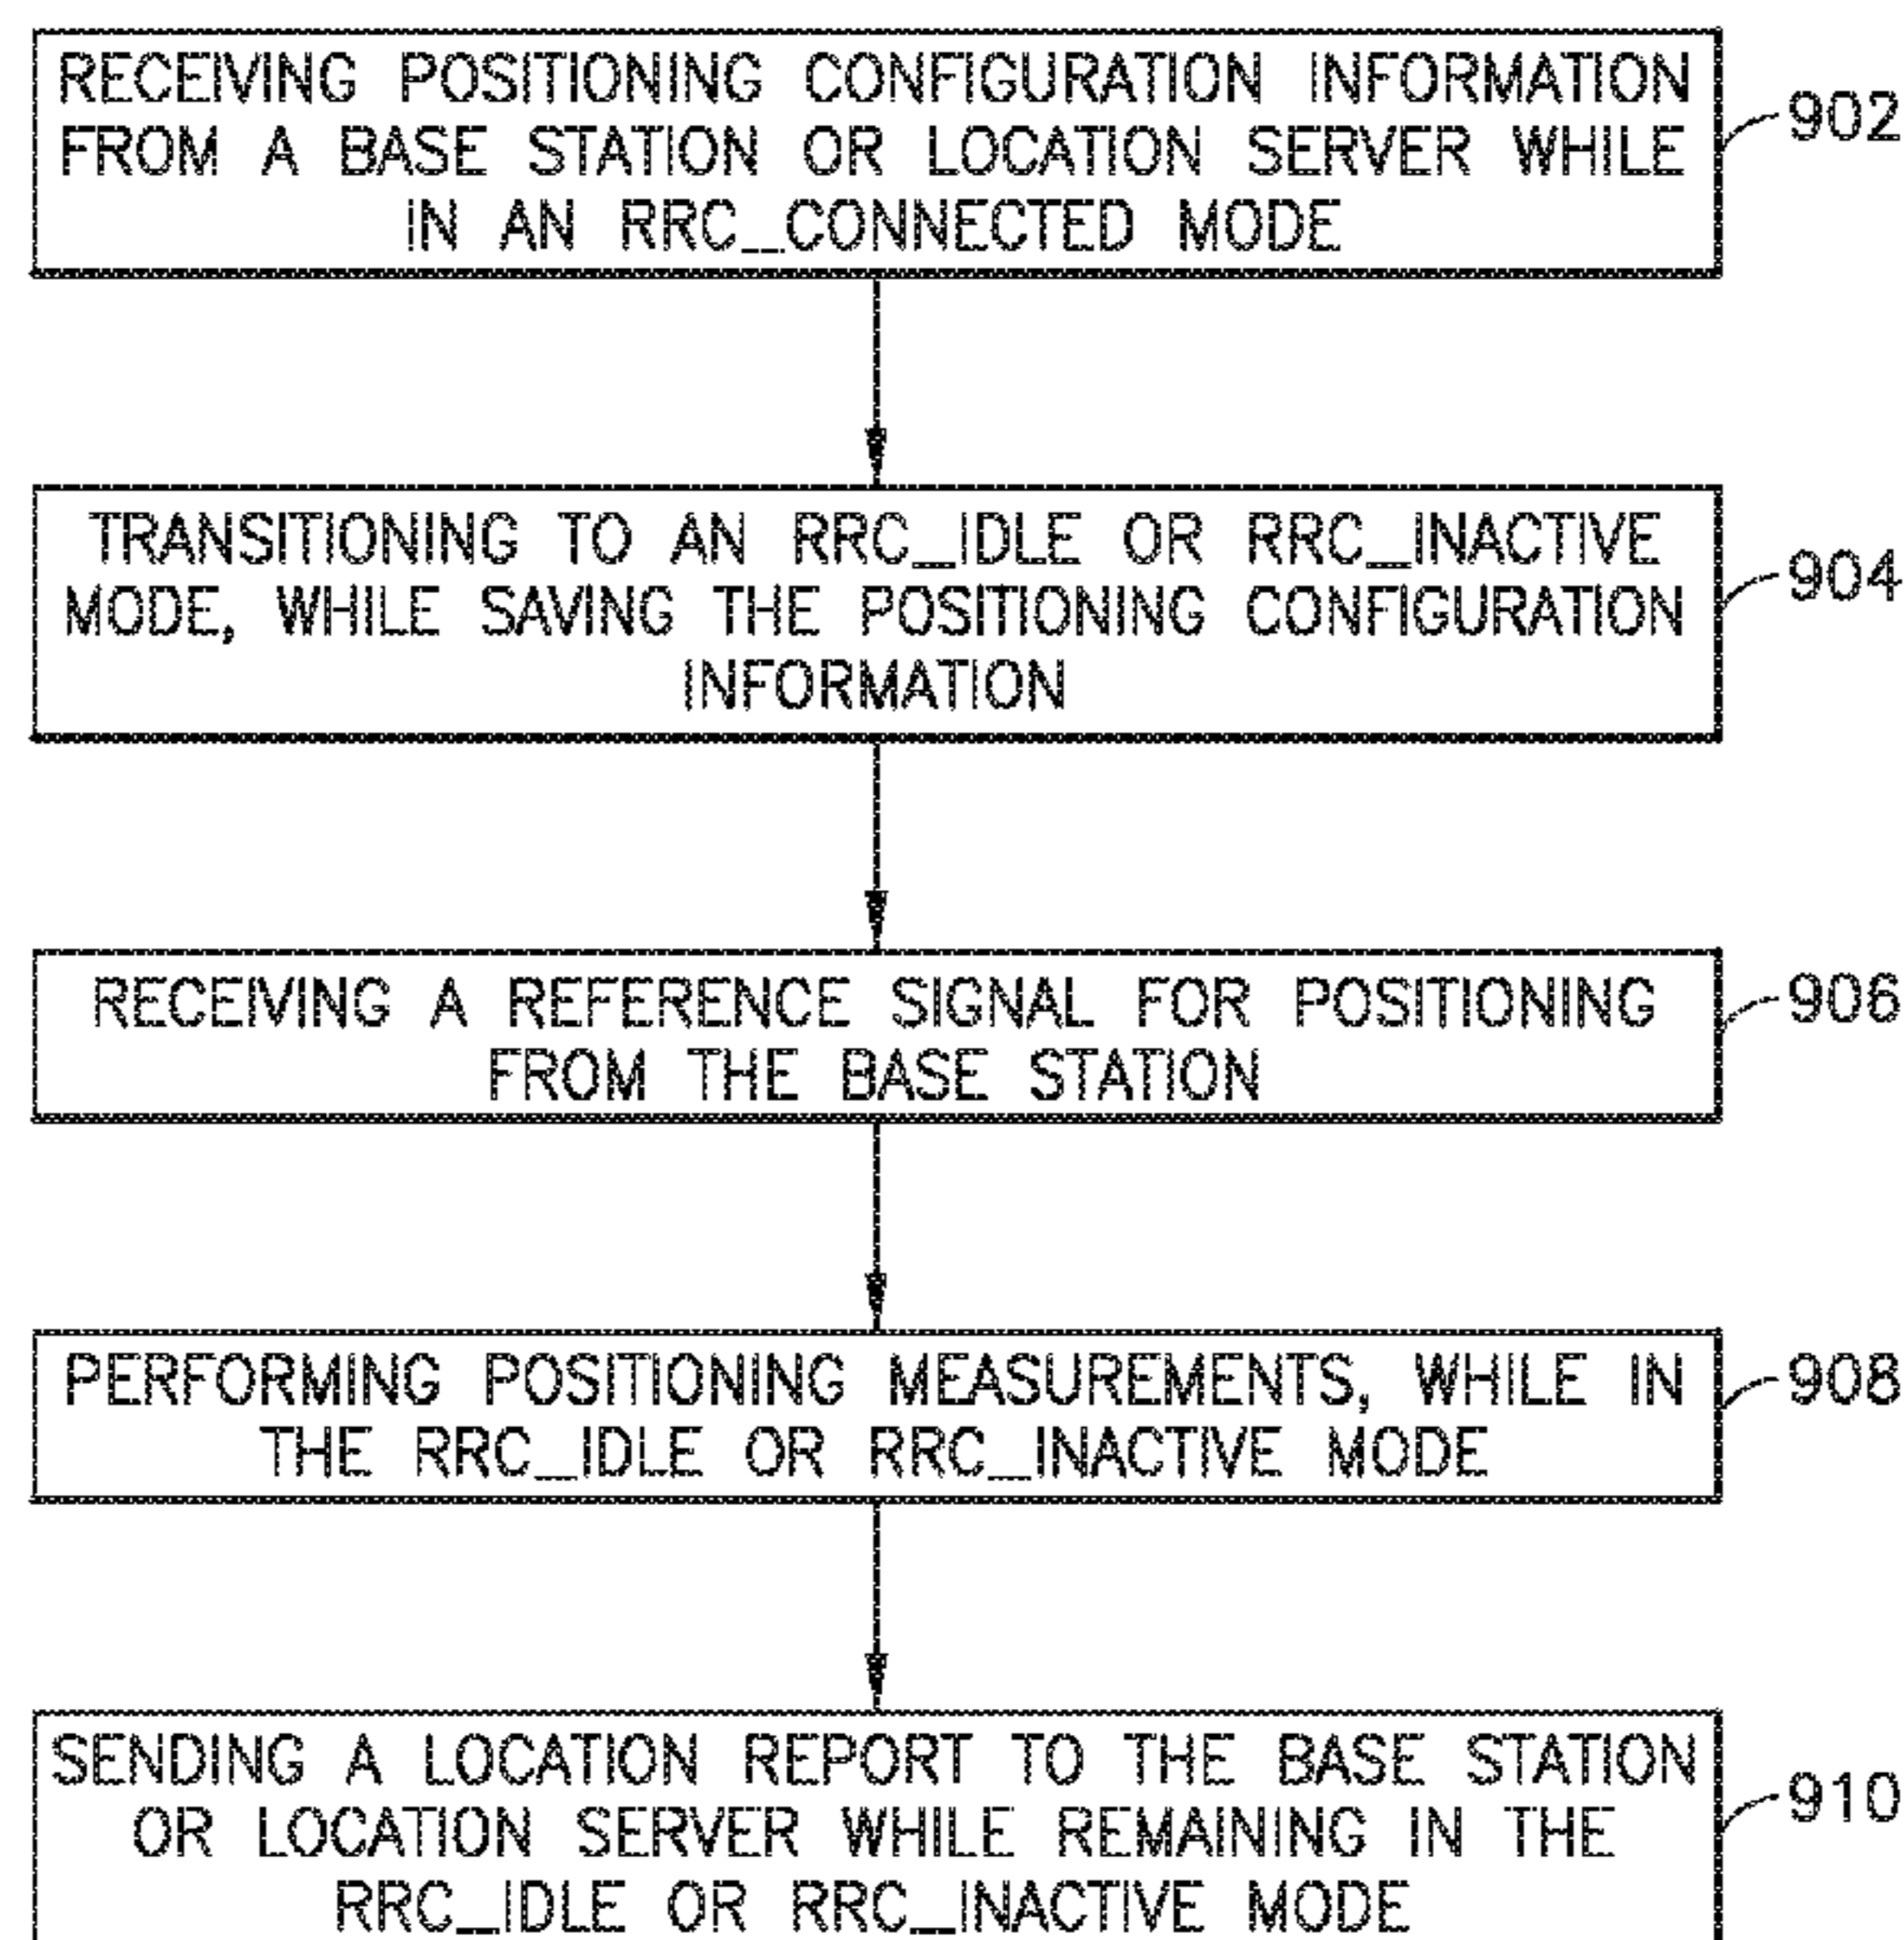 RECEIVING POSITIONING CONFIGURATION INFORMATION
FROM A BASE STATION OR LOCATION SERVER WHILE
IN AN RRC_CONNECTED MODE
902
TRANSITIONING TO AN RRC_IDLE OR RRC_INACTIVE
MODE, WHILE SAVING THE POSITIONING CONFIGURATION
INFORMATION
904
RECEIVING A REFERENCE SIGNAL FOR POSITIONING
FROM THE BASE STATION
906
PERFORMING POSITIONING MEASUREMENTS, WHILE IN
THE RRC_IDLE OR RRC_INACTIVE MODE
908
SENDING A LOCATION REPORT TO THE BASE STATION
OR LOCATION SERVER WHILE REMAINING IN THE
RRC_IDLE OR RRC_INACTIVE MODE
910